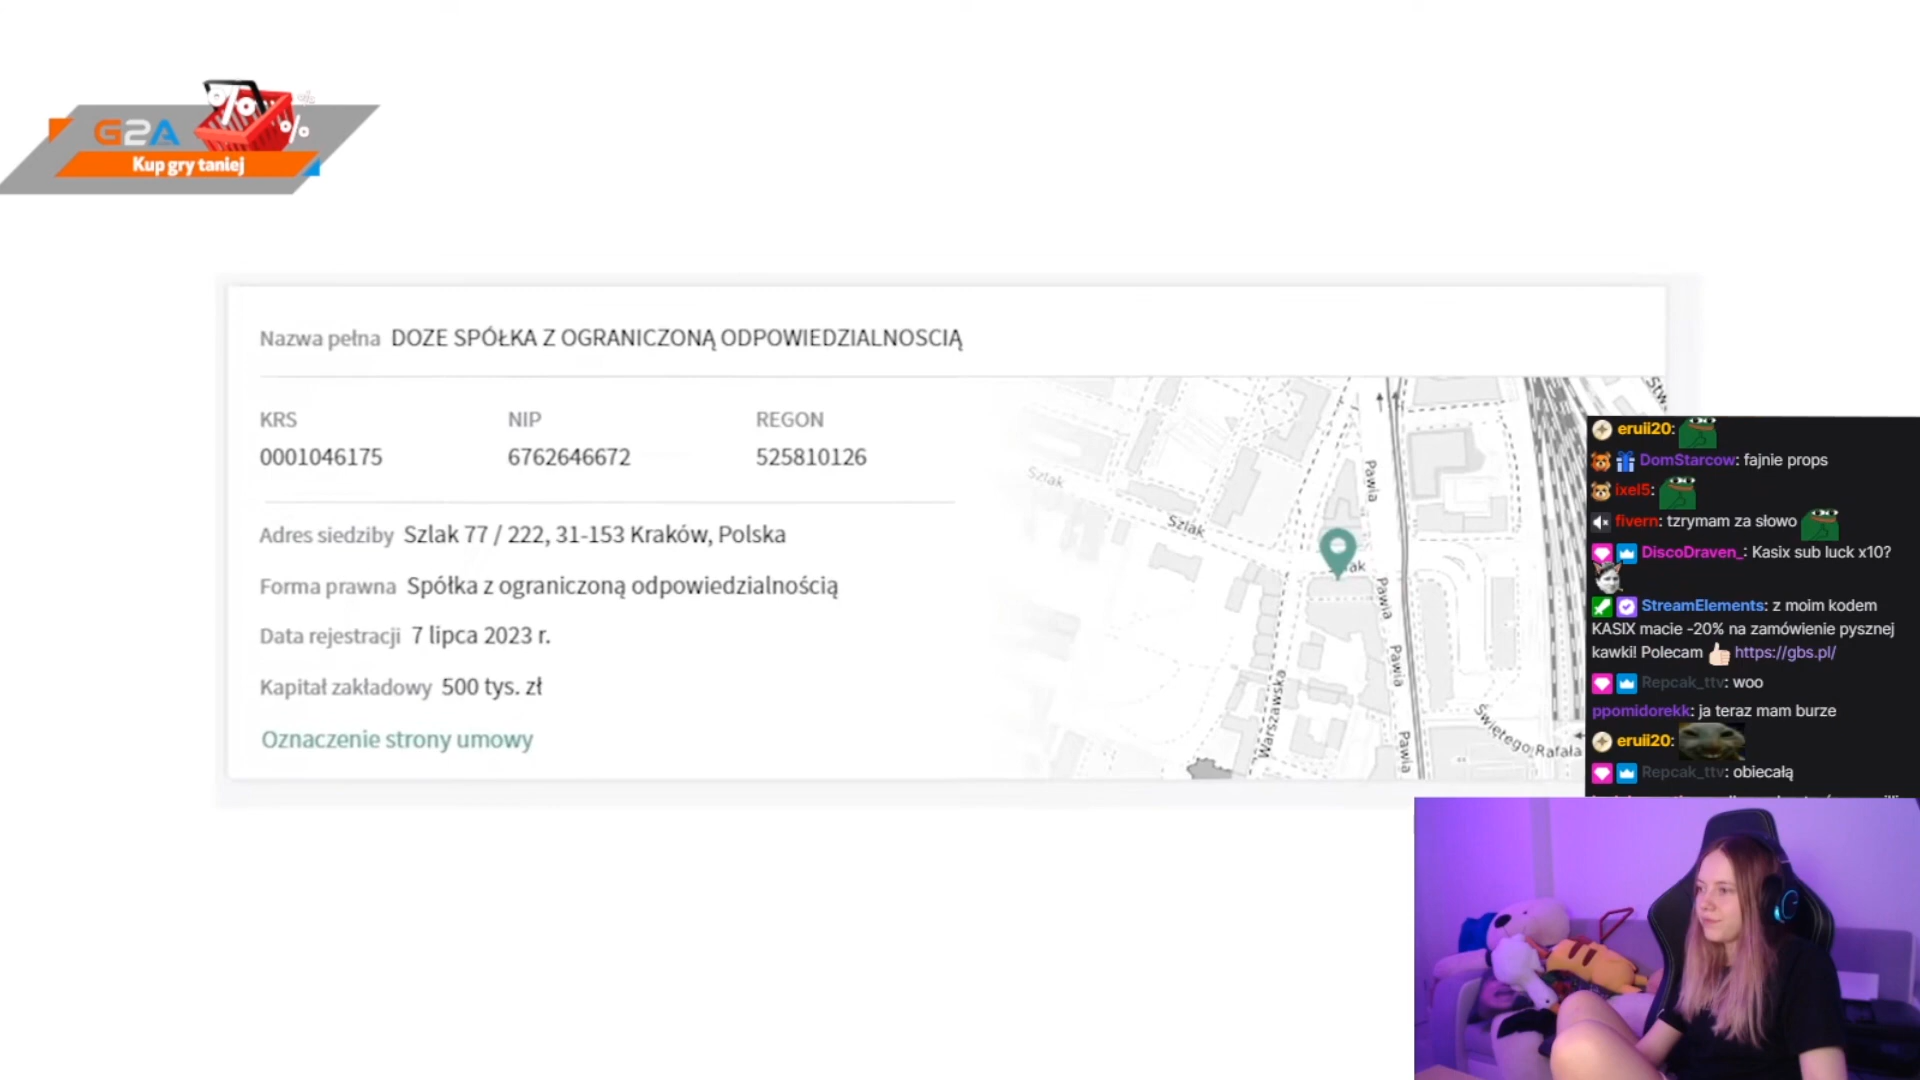 G2A
Kup gry taniej
Nazwa pełna DOZE SPÓŁKA Z OGRANICZONĄ ODPOWIEDZIALNOSCIĄ
KRS
NIP
REGON
0001046175
6762646672
525810126
Adres siedziby Szlak 77 / 222, 31-153 Kraków, Polska
Forma prawna Spółka z ograniczoną odpowiedzialnością
Data rejestracji 7 lipca 2023 r.
Kapitał zakładowy 500 tys. zł
Oznaczenie strony umowy
Szlak
Szlak
Pawia
Pawia
Pawia
Pawia
Warszawska
Świętego Rafała
eruii20:
DomStarcow: fajnie props
ixel5:
fivern: tzrymam za słowo
DiscoDraven_: Kasix sub luck x10?
StreamElements: z moim kodem
KASIX macie -20% na zamówienie pysznej
kawki! Polecam https://gbs.pl/
Repcak_ttv: woo
ppomidorekk: ja teraz mam burze
eruii20:
Repcak_ttv: obiecałą